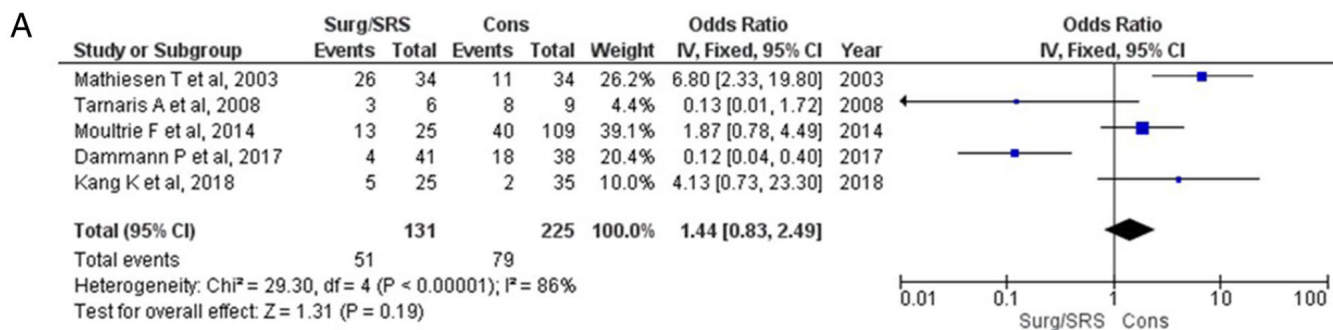 A
Surg/SRS Cons Odds Ratio Odds Ratio
Study or Subgroup Events Total Events Total Weight IV, Fixed, 95% CI Year IV, Fixed, 95% CI
Mathiesen T et al, 2003 26 34 11 34 26.2% 6.80 [2.33, 19.80] 2003
Tarnaris A et al, 2008 3 6 8 9 4.4% 0.13 [0.01, 1.72] 2008
Moultrie F et al, 2014 13 25 40 109 39.1% 1.87 [0.78, 4.49] 2014
Dammann P et al, 2017 4 41 18 38 20.4% 0.12 [0.04, 0.40] 2017
Kang K et al, 2018 5 25 2 35 10.0% 4.13 [0.73, 23.30] 2018
Total (95% CI) 131 225 100.0% 1.44 [0.83, 2.49]
Total events 51 79
Heterogeneity: Chi² = 29.30, df = 4 (P < 0.00001); I² = 86%
Test for overall effect: Z = 1.31 (P = 0.19)
0.01 0.1 1 10 100
Surg/SRS Cons